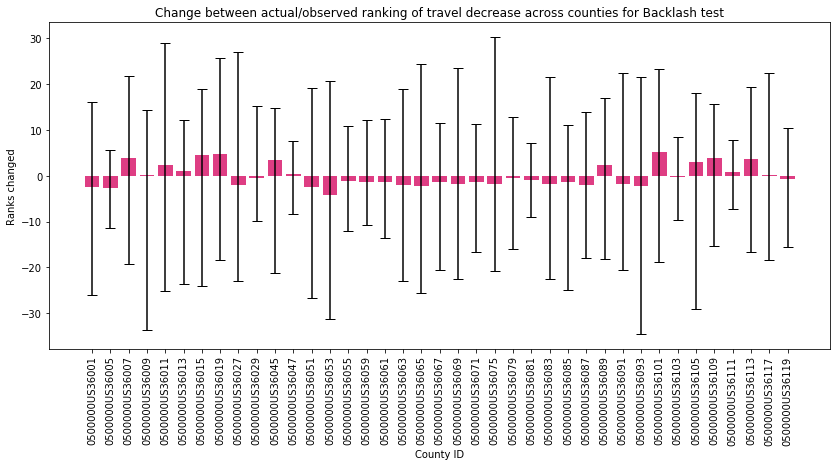 Change between actual/observed ranking of travel decrease across counties for Backlash test
Ranks changed
30
20
10
0
−10
−20
−30
0500000US36001
0500000US36005
0500000US36007
0500000US36009
0500000US36011
0500000US36013
0500000US36015
0500000US36019
0500000US36027
0500000US36029
0500000US36045
0500000US36047
0500000US36051
0500000US36053
0500000US36055
0500000US36059
0500000US36061
0500000US36063
0500000US36065
0500000US36067
0500000US36069
0500000US36071
0500000US36075
0500000US36079
0500000US36081
0500000US36083
0500000US36085
0500000US36087
0500000US36089
0500000US36091
0500000US36093
0500000US36101
0500000US36103
0500000US36105
0500000US36109
0500000US36111
0500000US36113
0500000US36117
0500000US36119
County ID